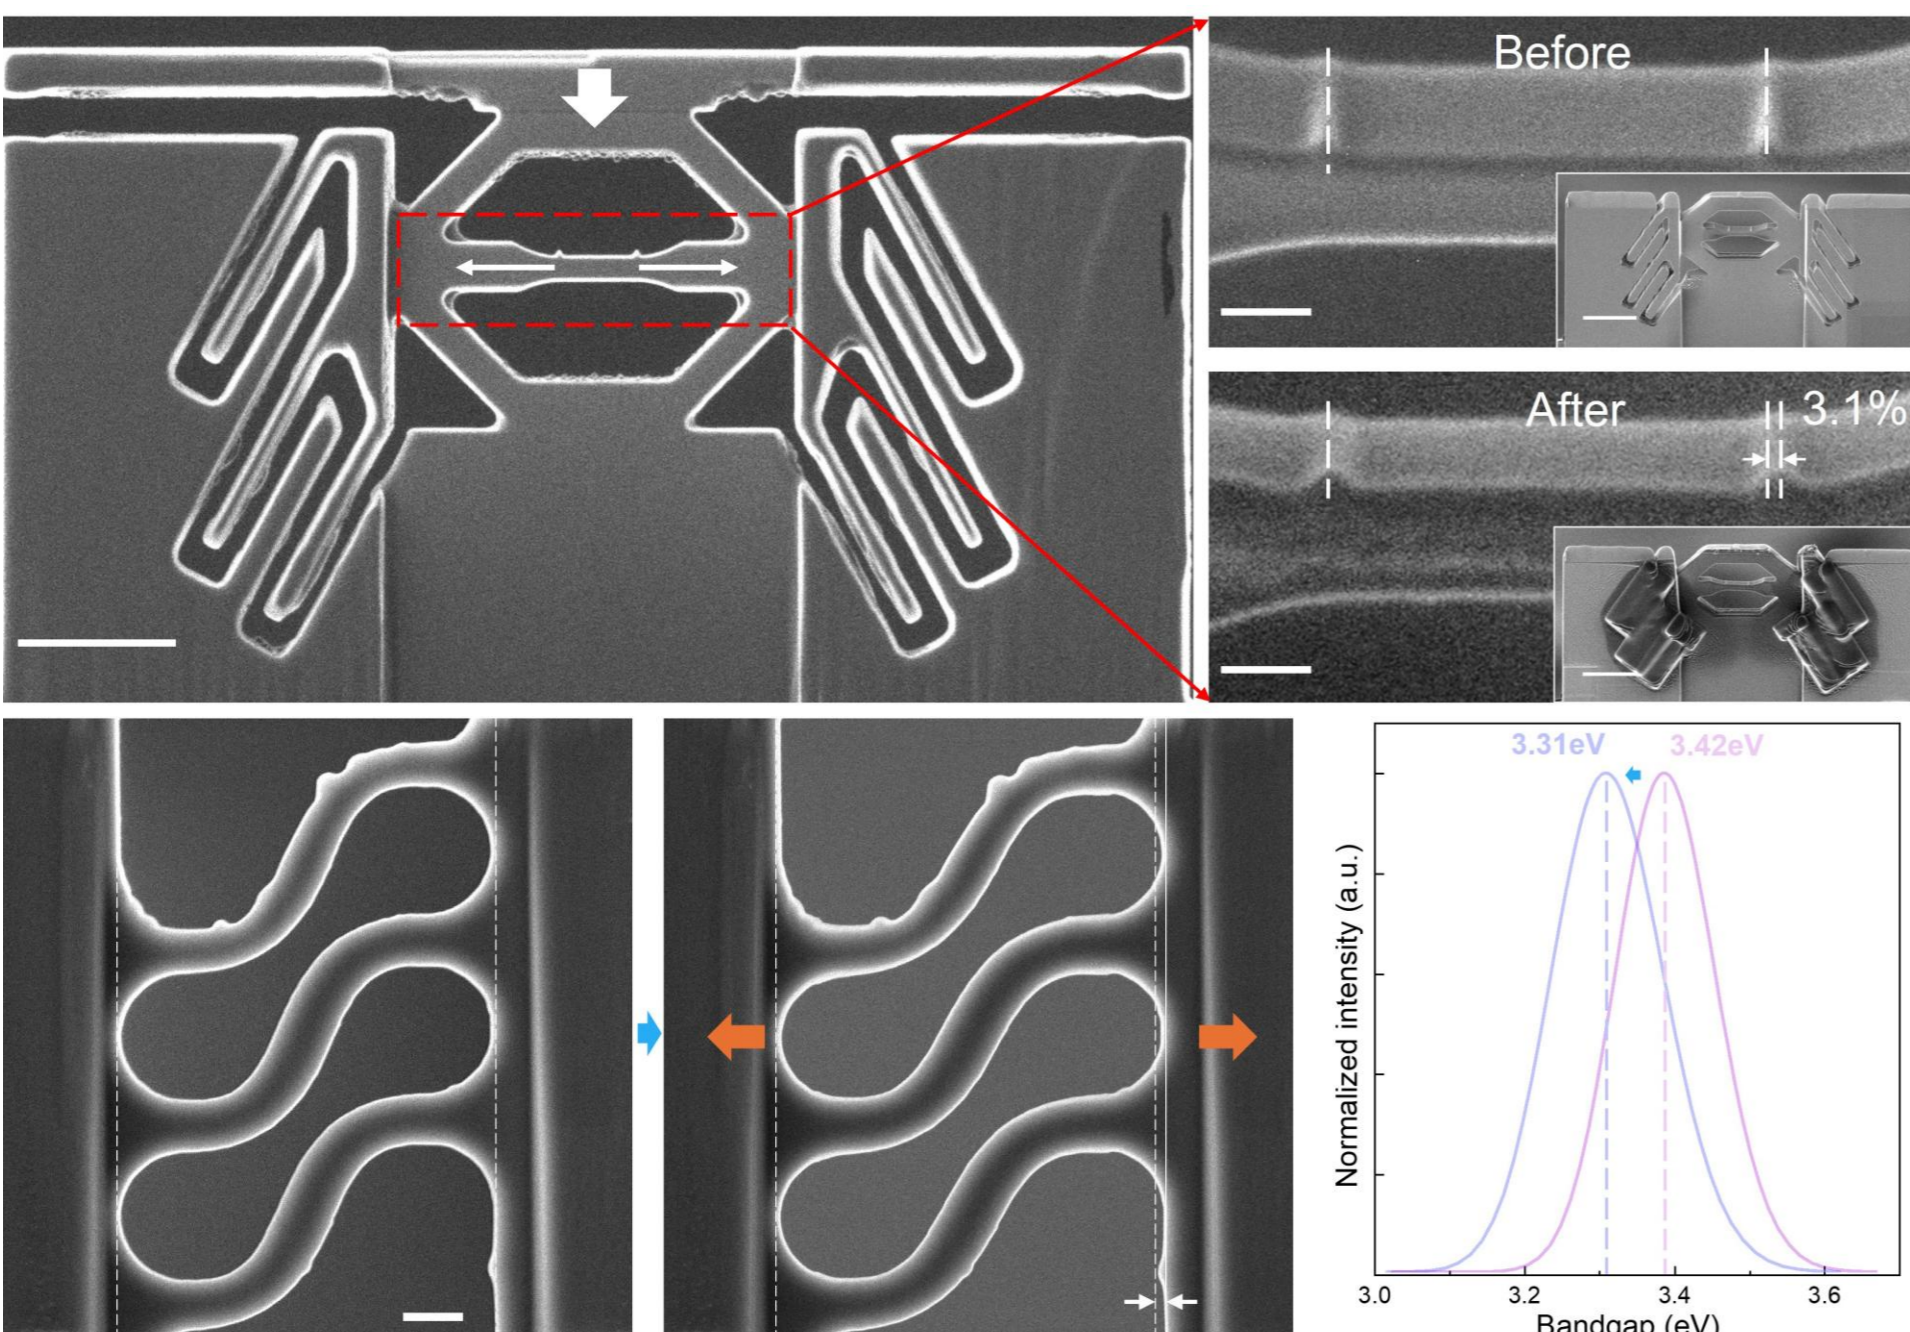 Before
After
3.1%
3.31eV
3.42eV
Normalized intensity (a.u.)
3.0
3.2
3.4
3.6
Bandgap (eV)